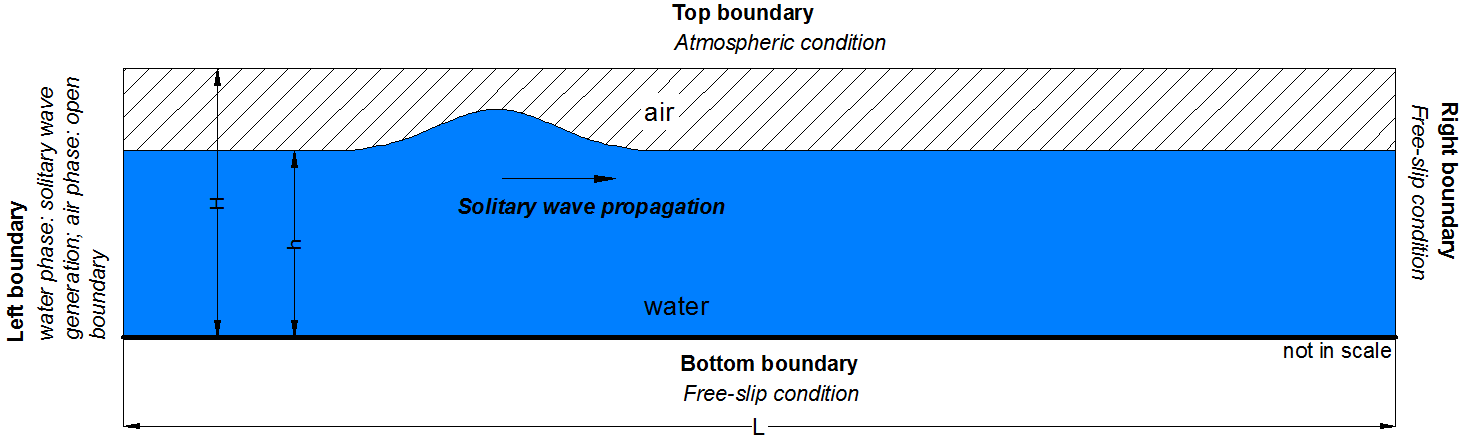 Top boundary
Atmospheric condition
Left boundary
water phase: solitary wave
generation; air phase: open
boundary
H
h
air
Solitary wave propagation
water
Right boundary
Free-slip condition
not in scale
Bottom boundary
Free-slip condition
L